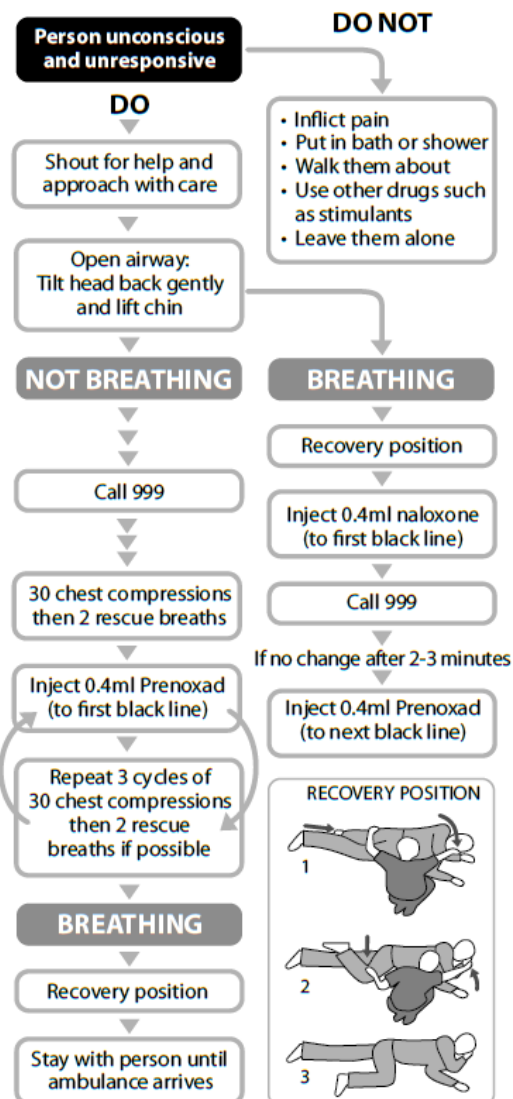 Person unconscious
and unresponsive
DO NOT
• Inflict pain
• Put in bath or shower
• Walk them about
• Use other drugs such
as stimulants
• Leave them alone
DO
Shout for help and
approach with care
Open airway:
Tilt head back gently
and lift chin
NOT BREATHING
Call 999
30 chest compressions
then 2 rescue breaths
Inject 0.4ml Prenoxad
(to first black line)
Repeat 3 cycles of
30 chest compressions
then 2 rescue
breaths if possible
BREATHING
Recovery position
Stay with person until
ambulance arrives
BREATHING
Recovery position
Inject 0.4ml naloxone
(to first black line)
Call 999
If no change after 2-3 minutes
Inject 0.4ml Prenoxad
(to next black line)
RECOVERY POSITION
1
2
3